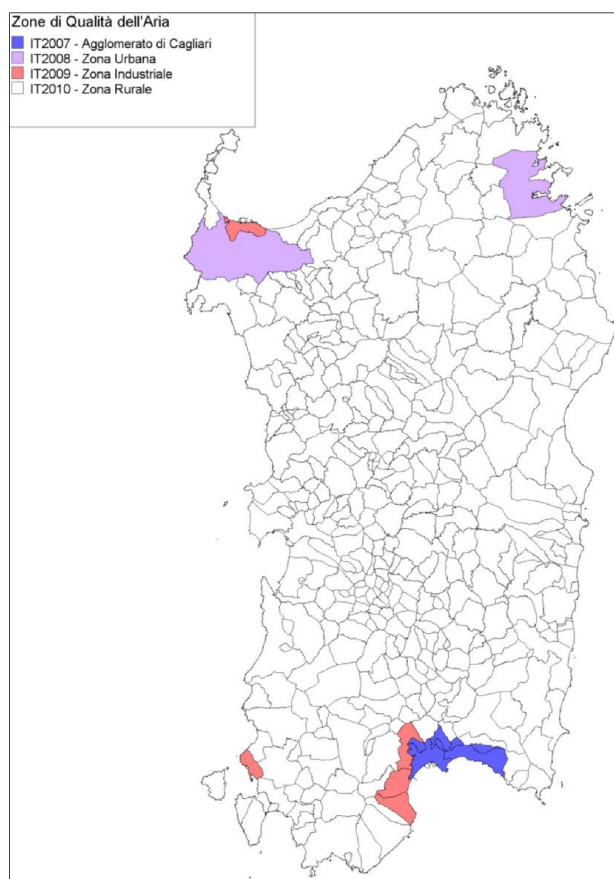 Zone di Qualità dell'Aria
IT2007 - Agglomerato di Cagliari
IT2008 - Zona Urbana
IT2009 - Zona Industriale
IT2010 - Zona Rurale